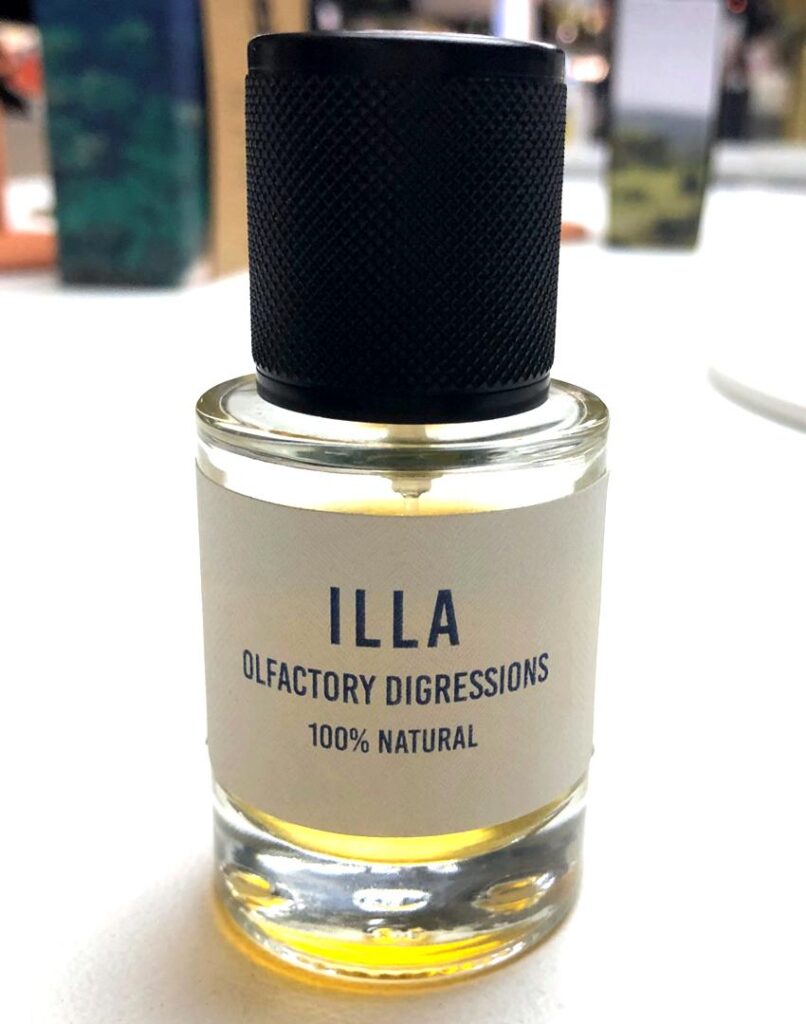 ILLA
OLFACTORY DIGRESSIONS
100% NATURAL